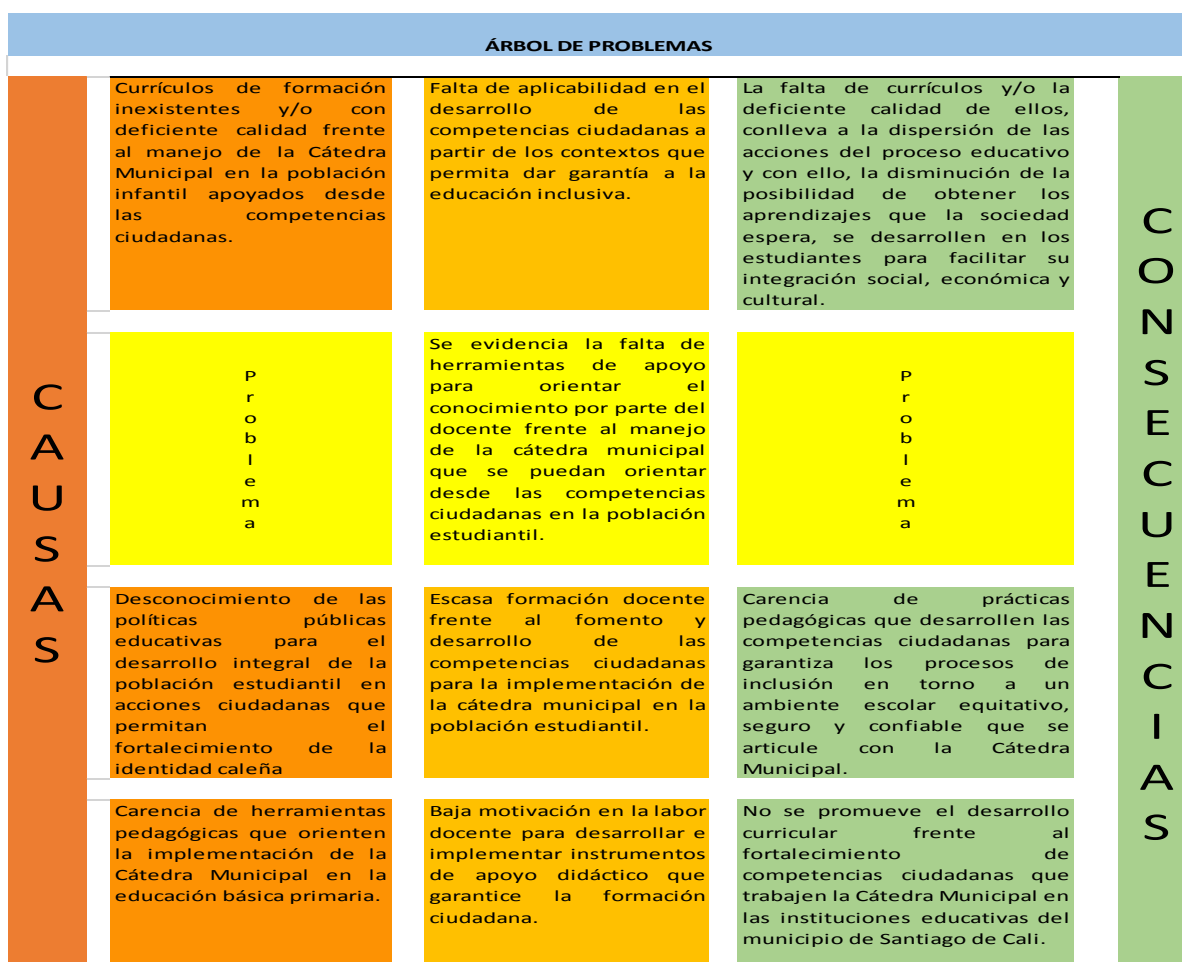 ÁRBOL DE PROBLEMAS
CAUSAS
Currículos de formación
inexistentes y/o con
deficiente calidad frente
al manejo de la Cátedra
Municipal en la población
infantil apoyados desde
las competencias
ciudadanas.
Falta de aplicabilidad en el
desarrollo de las
competencias ciudadanas a
partir de los contextos que
permita dar garantía a la
educación inclusiva.
La falta de currículos y/o la
deficiente calidad de ellos,
conlleva a la dispersión de las
acciones del proceso educativo
y con ello, la disminución de la
posibilidad de obtener los
aprendizajes que la sociedad
espera, se desarrollen en los
estudiantes para facilitar su
integración social, económica y
cultural.
Problema
Se evidencia la falta de
herramientas de apoyo
para orientar el
conocimiento por parte del
docente frente al manejo
de la cátedra municipal
que se puedan orientar
desde las competencias
ciudadanas en la población
estudiantil.
Problema
Desconocimiento de las
políticas públicas
educativas para el
desarrollo integral de la
población estudiantil en
acciones ciudadanas que
permitan el
fortalecimiento de la
identidad caleña
Escasa formación docente
frente al fomento y
desarrollo de las
competencias ciudadanas
para la implementación de
la cátedra municipal en la
población estudiantil.
Carencia de prácticas
pedagógicas que desarrollen las
competencias ciudadanas para
garantiza los procesos de
inclusión en torno a un
ambiente escolar equitativo,
seguro y confiable que se
articule con la Cátedra
Municipal.
Carencia de herramientas
pedagógicas que orienten
la implementación de la
Cátedra Municipal en la
educación básica primaria.
Baja motivación en la labor
docente para desarrollar e
implementar instrumentos
de apoyo didáctico que
garantice la formación
ciudadana.
No se promueve el desarrollo
curricular frente al
fortalecimiento de
competencias ciudadanas que
trabajen la Cátedra Municipal en
las instituciones educativas del
municipio de Santiago de Cali.
CONSECUENCIAS